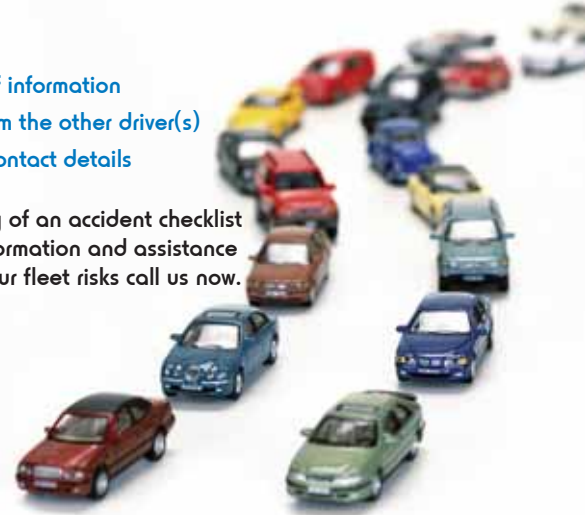 information
m the other driver(s)
ontact details
of an accident checklist
ormation and assistance
ur fleet risks call us now.